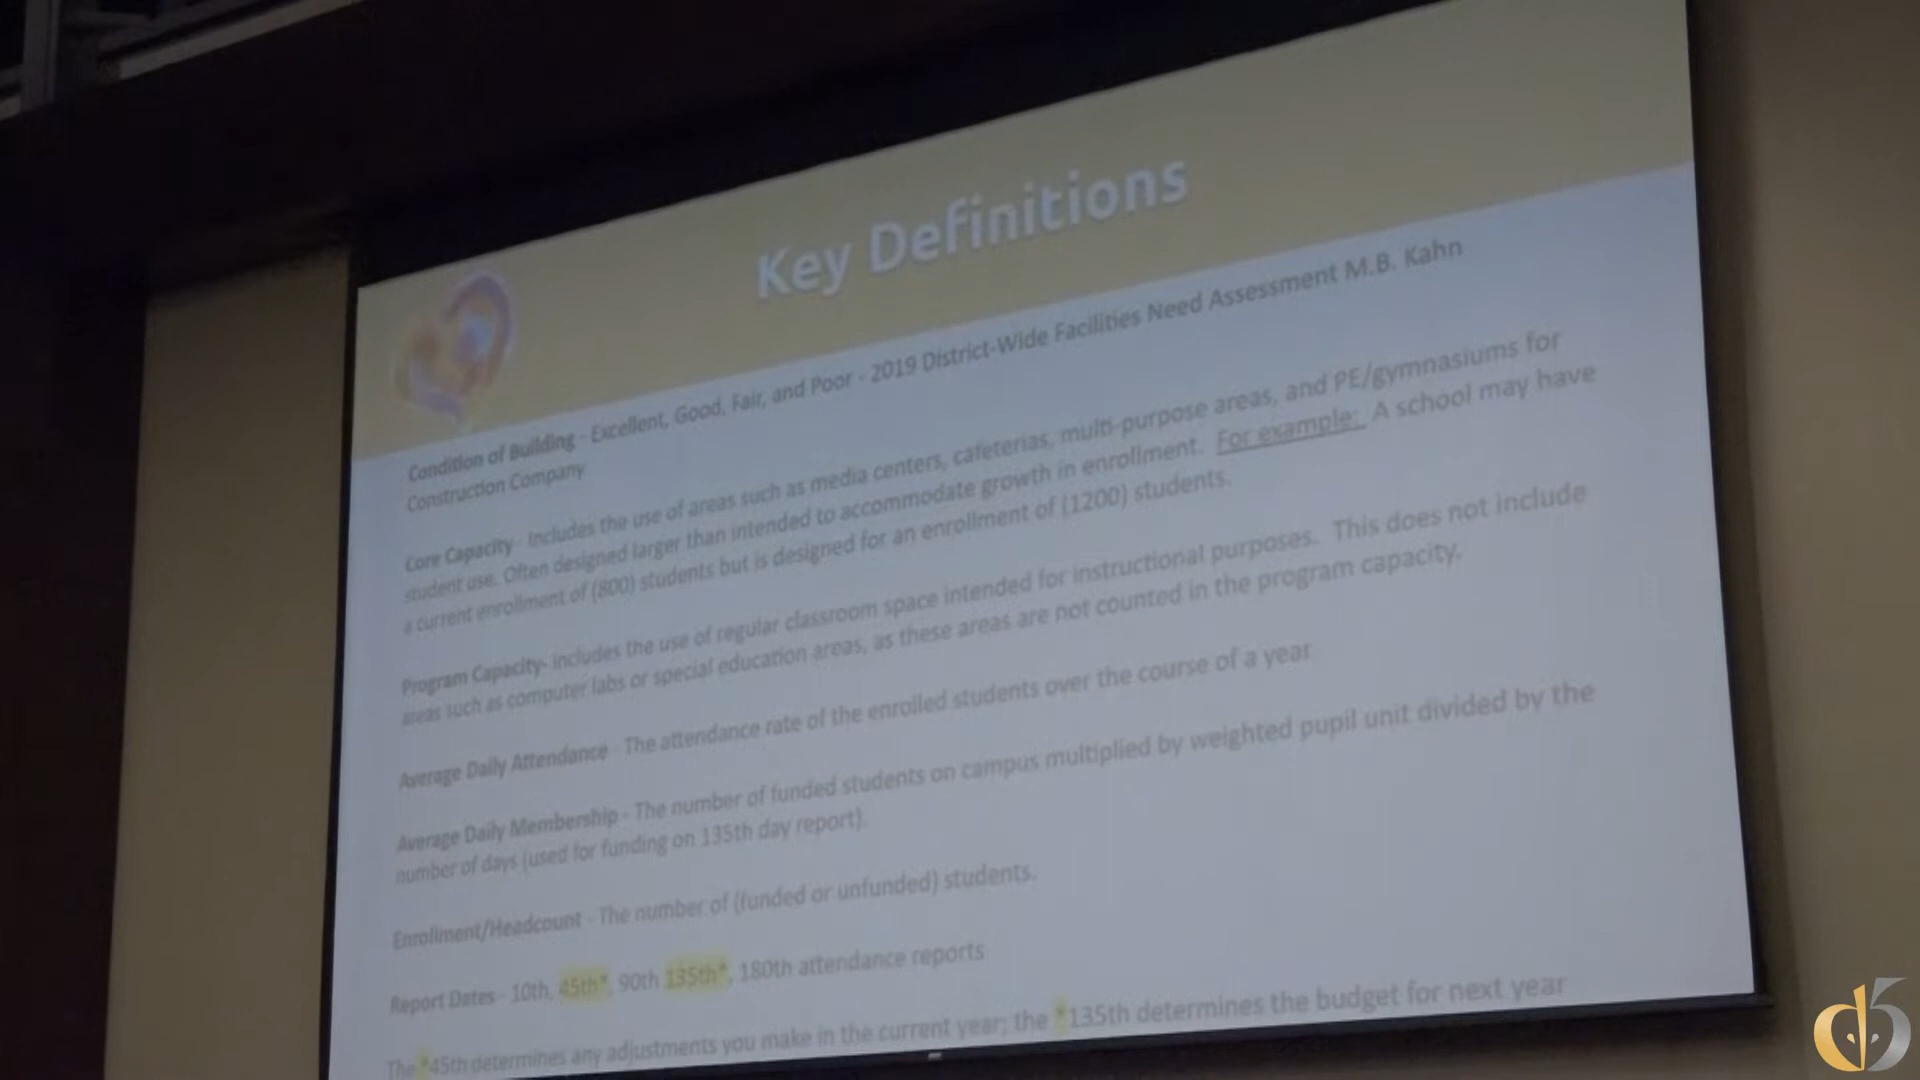 Key Definitions
Condition of Building - Excellent, Good, Fair, and Poor - 2019 District-Wide Facilities Need Assessment M.B. Kahn
Construction Company
Core Capacity - Includes the use of areas such as media centers, cafeterias, multi-purpose areas, and PE/gymnasiums for
student use. Often designed larger than intended to accommodate growth in enrollment. For example: A school may have
a current enrollment of (800) students but is designed for an enrollment of (1200) students.
Program Capacity- Includes the use of regular classroom space intended for instructional purposes. This does not include
areas such as computer labs or special education areas, as these areas are not counted in the program capacity.
Average Daily Attendance - The attendance rate of the enrolled students over the course of a year
Average Daily Membership - The number of funded students on campus multiplied by weighted pupil unit divided by the
number of days (used for funding on 135th day report).
Enrollment/Headcount - The number of (funded or unfunded) students.
Report Dates - 10th, 45th*, 90th 135th*, 180th attendance reports
The *45th determines any adjustments you make in the current year; the *135th determines the budget for next year
d5